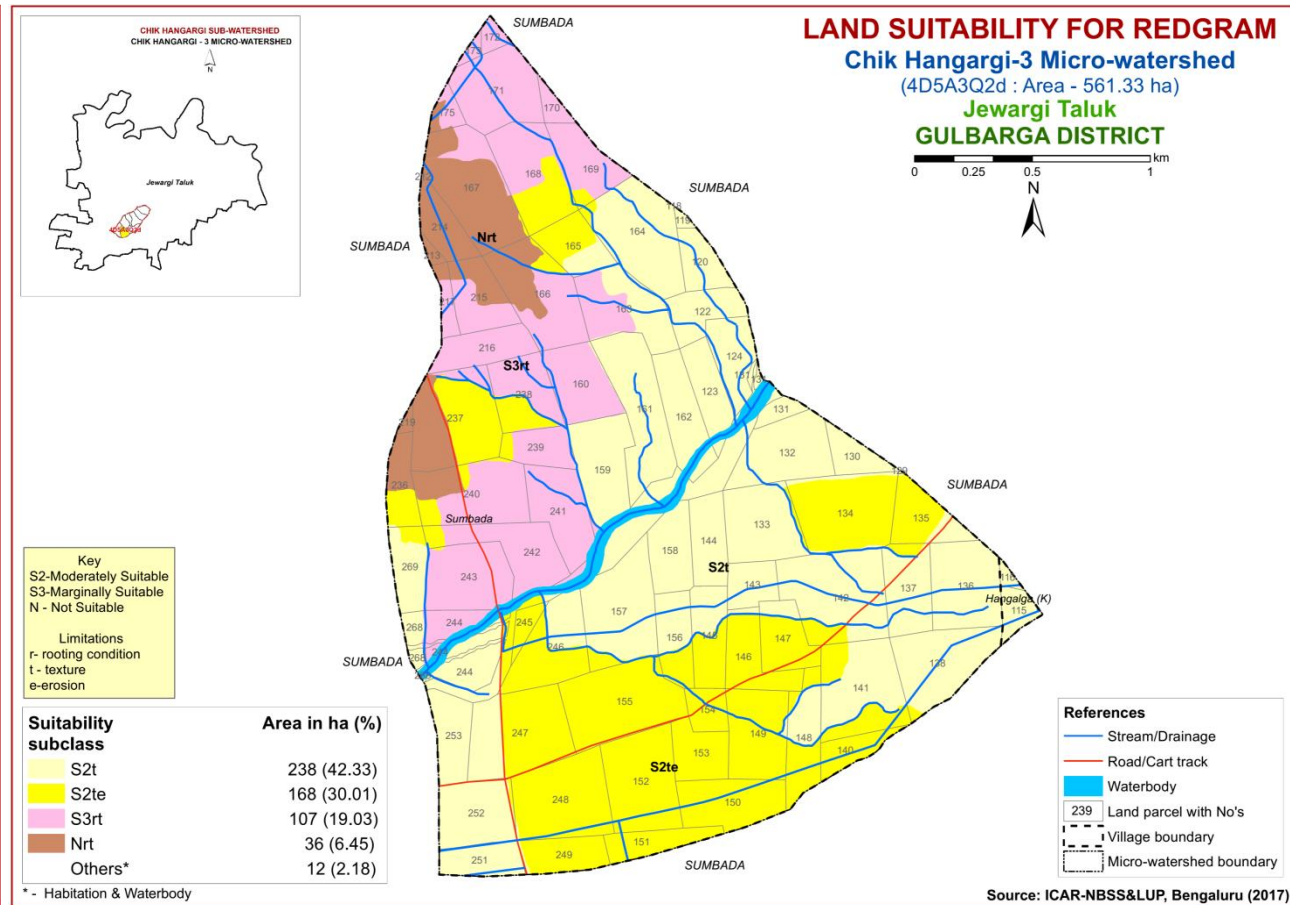 CHIK HANGARGI SUB-WATERSHED
CHIK HANGARGI - 3 MICRO-WATERSHED
N
Jewargi Taluk
LAND SUITABILITY FOR REDGRAM
Chik Hangargi-3 Micro-watershed
(4D5A3Q2d : Area - 561.33 ha)
Jewargi Taluk
GULBARGA DISTRICT
0 0.25 0.5 1 km
N
SUMBADA
172
173
171
170
175
168
169
167
SUMBADA
118
119
164
214
Nrt
165
SUMBADA
213
120
215
166
163
122
217
216
S3rt
124
160
238
131
123
237
161
162
131
219
132
239
130
159
129
SUMBADA
236
240
134
135
Sumbada
241
133
144
158
242
S2t
269
243
143
137
136
116
142
Hangalga (K)
115
157
268
244
245
156
147
246
146
138
SUMBADA
244
141
155
154
253
247
149
148
153
140
S2te
152
248
150
252
151
249
251
SUMBADA
Key
S2-Moderately Suitable
S3-Marginally Suitable
N - Not Suitable
Limitations
r- rooting condition
t - texture
e-erosion
Suitability subclass Area in ha (%)
S2t 238 (42.33)
S2te 168 (30.01)
S3rt 107 (19.03)
Nrt 36 (6.45)
Others* 12 (2.18)
* - Habitation & Waterbody
References
Stream/Drainage
Road/Cart track
Waterbody
239 Land parcel with No's
Village boundary
Micro-watershed boundary
Source: ICAR-NBSS&LUP, Bengaluru (2017)